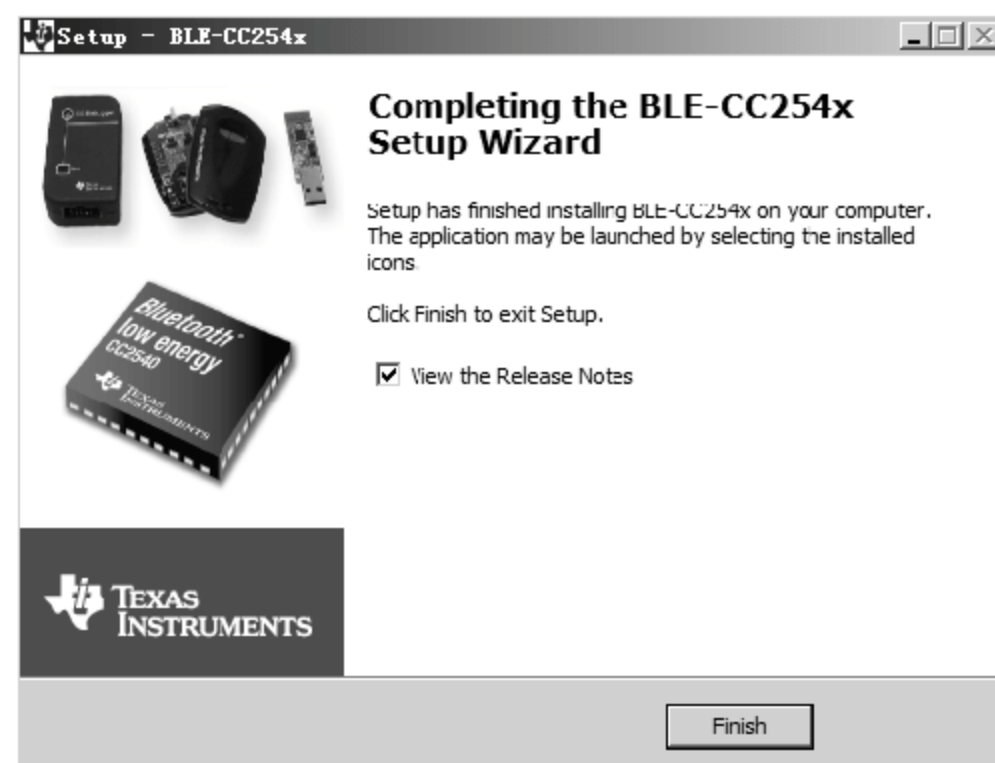 Setup - BLE-CC254x
Completing the BLE-CC254x
Setup Wizard
Setup has finished installing BLE-CC254x on your computer.
The application may be launched by selecting the installed
icons.
Click Finish to exit Setup.
View the Release Notes
Bluetooth®
low energy
CC2540
TEXAS
INSTRUMENTS
TEXAS
INSTRUMENTS
Finish